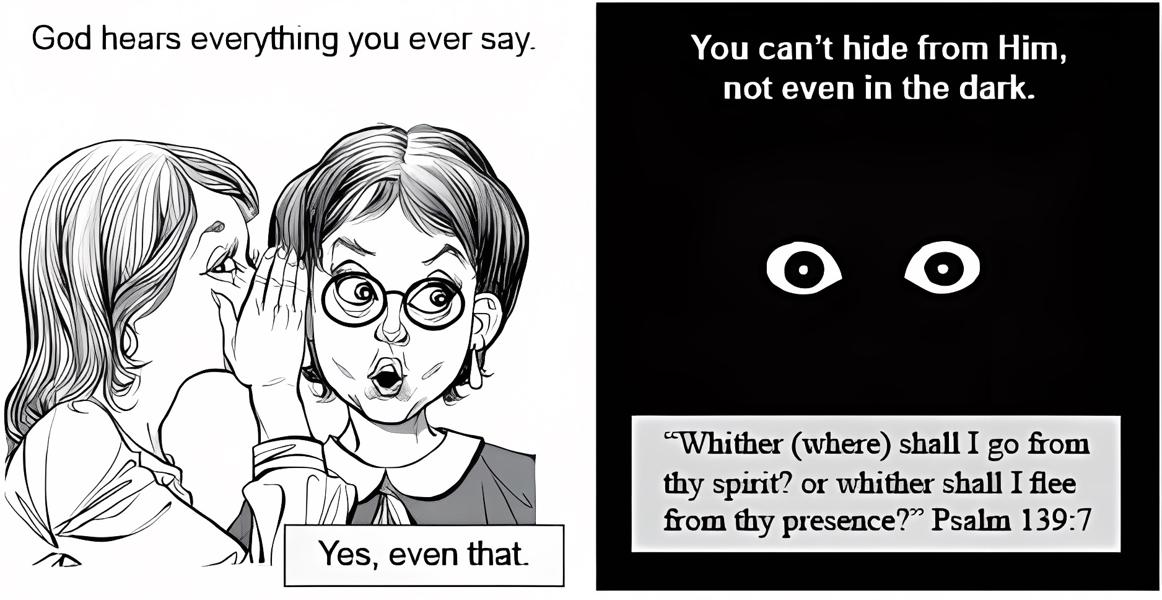 God hears everything you ever say.
Yes, even that.
You can’t hide from Him,
not even in the dark.
“Whither (where) shall I go from
thy spirit? or whither shall I flee
from thy presence?” Psalm 139:7